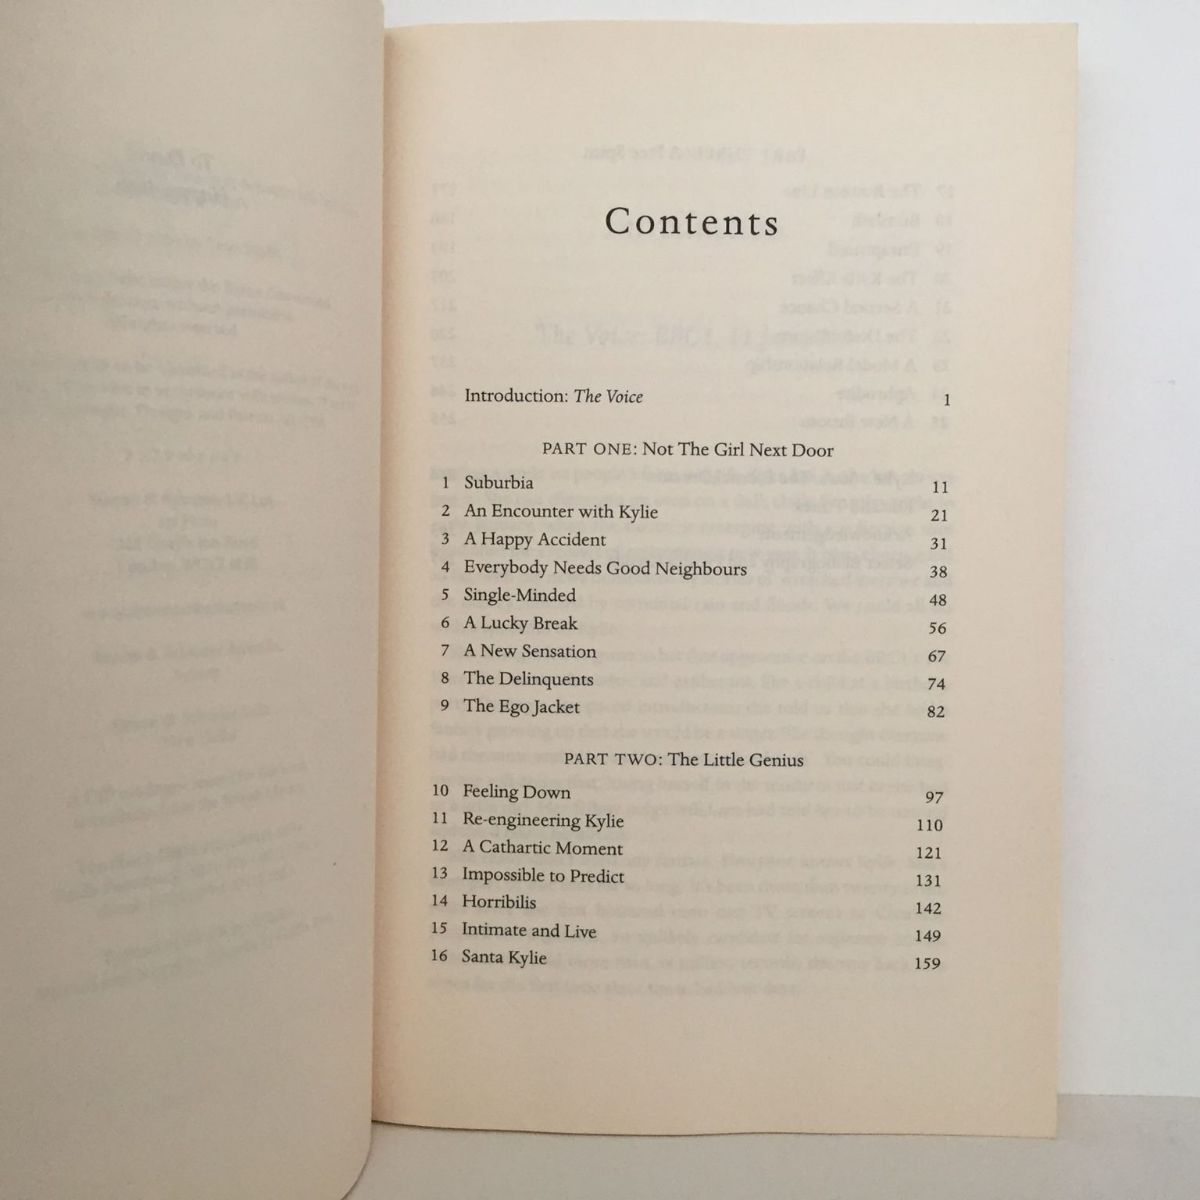 Contents
Introduction: The Voice 1
PART ONE: Not The Girl Next Door
1 Suburbia 11
2 An Encounter with Kylie 21
3 A Happy Accident 31
4 Everybody Needs Good Neighbours 38
5 Single-Minded 48
6 A Lucky Break 56
7 A New Sensation 67
8 The Delinquents 74
9 The Ego Jacket 82
PART TWO: The Little Genius
10 Feeling Down 97
11 Re-engineering Kylie 110
12 A Cathartic Moment 121
13 Impossible to Predict 131
14 Horribilis 142
15 Intimate and Live 149
16 Santa Kylie 159